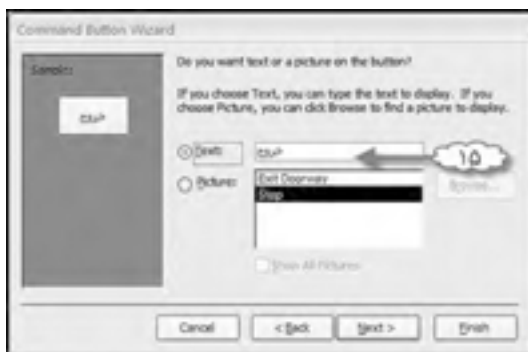 Command Button Wizard
Sample:
خروج
Do you want text or a picture on the button?
If you choose Text, you can type the text to display. If you
choose Picture, you can click Browse to find a picture to display.
Text:
خروج
۱۵
Picture:
Exit Doorway
Stop
Browse...
Show All Pictures
Cancel
< Back
Next >
Finish